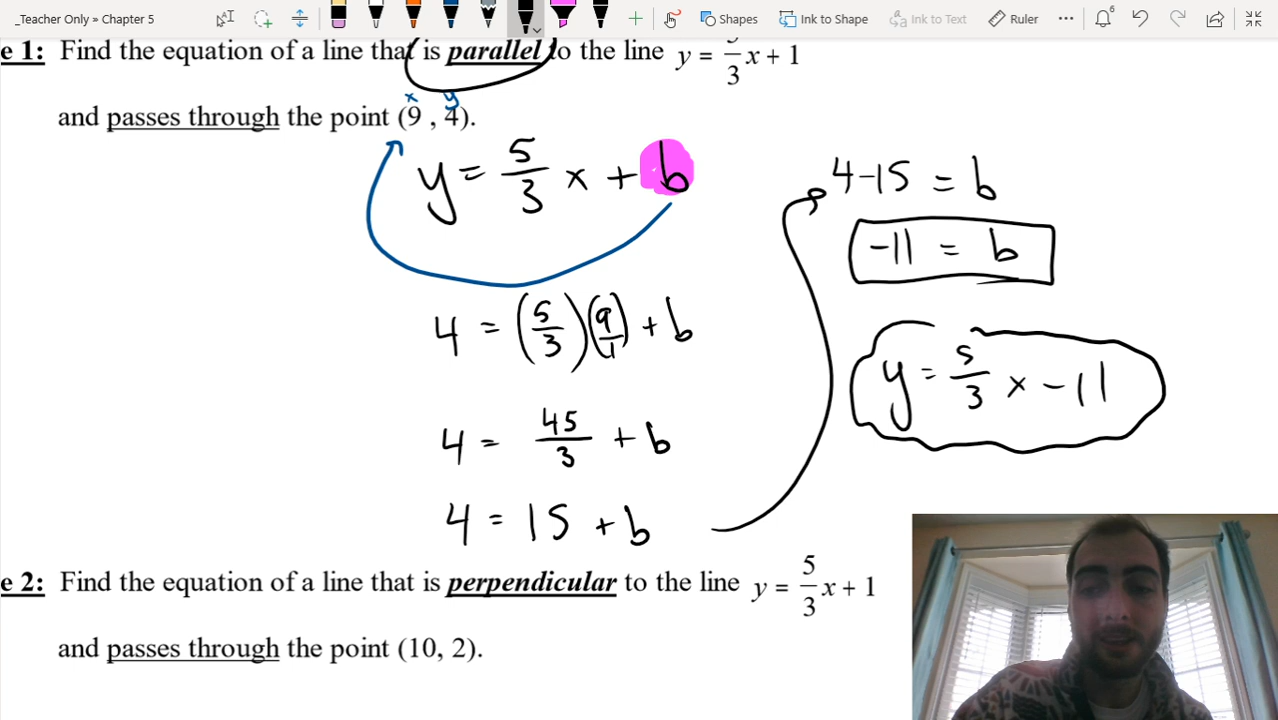 _Teacher Only » Chapter 5
Shapes Ink to Shape Ink to Text Ruler
e 1: Find the equation of a line that is parallel to the line y = 5/3 x + 1
and passes through the point (9 , 4).
x y
y = 5/3 x + b
4 = (5/3)(9/1) + b
4 = 45/3 + b
4 = 15 + b
4-15 = b
-11 = b
y = 5/3 x - 11
e 2: Find the equation of a line that is perpendicular to the line y = 5/3 x + 1
and passes through the point (10, 2).